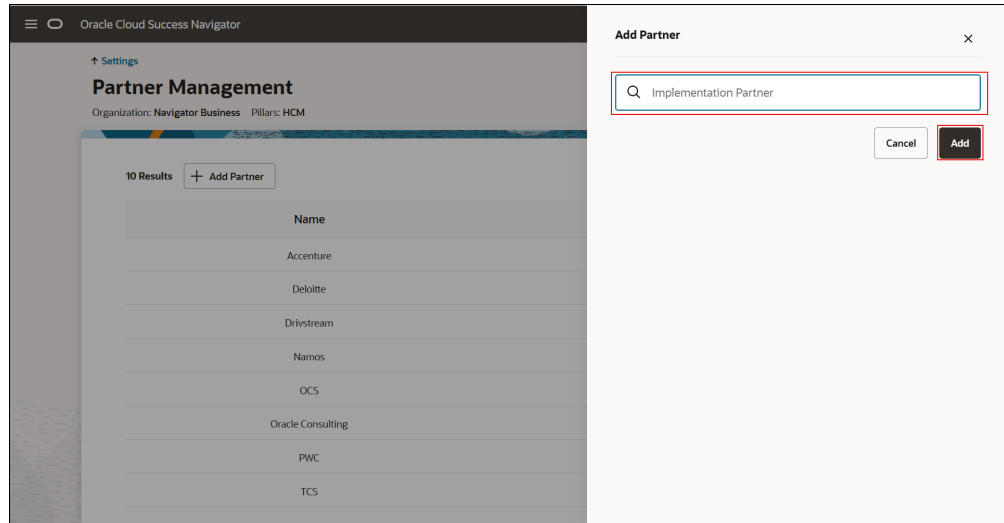 Oracle Cloud Success Navigator
Settings
Partner Management
Organization: Navigator Business Pillars: HCM
10 Results
Add Partner
Name
Accenture
Deloitte
Drivstream
Namos
OCS
Oracle Consulting
PWC
TCS
Add Partner
Implementation Partner
Cancel
Add